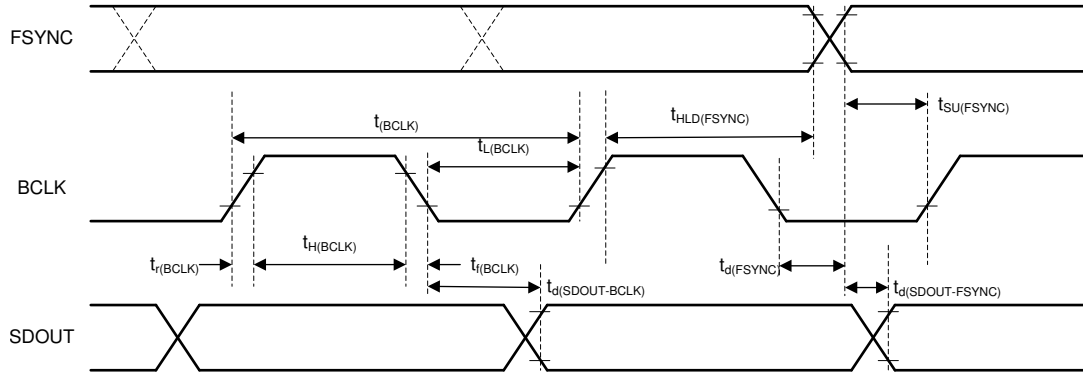 FSYNC
t(BCLK)
tHLD(FSYNC)
tSU(FSYNC)
tL(BCLK)
BCLK
tr(BCLK)
tH(BCLK)
tf(BCLK)
td(FSYNC)
td(SDOUT-BCLK)
td(SDOUT-FSYNC)
SDOUT